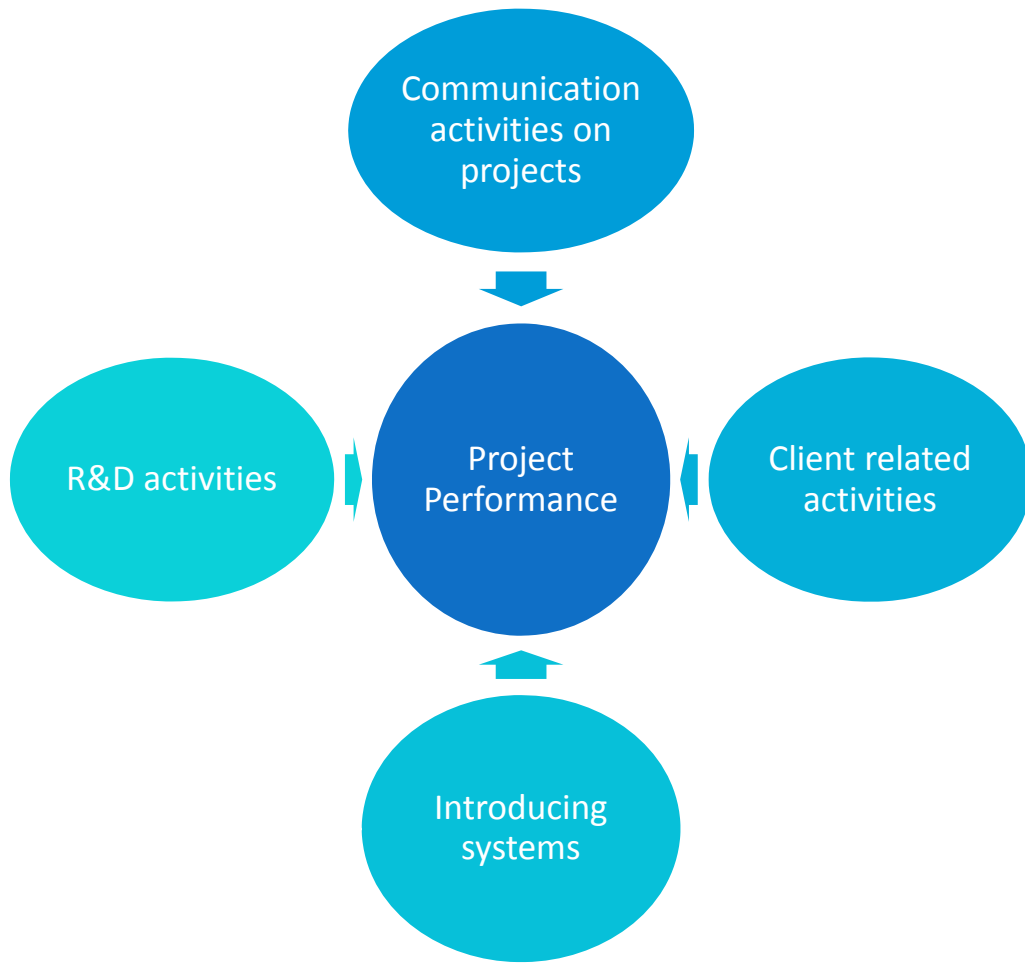 Communication
activities on
projects
R&D activities
Project
Performance
Client related
activities
Introducing
systems